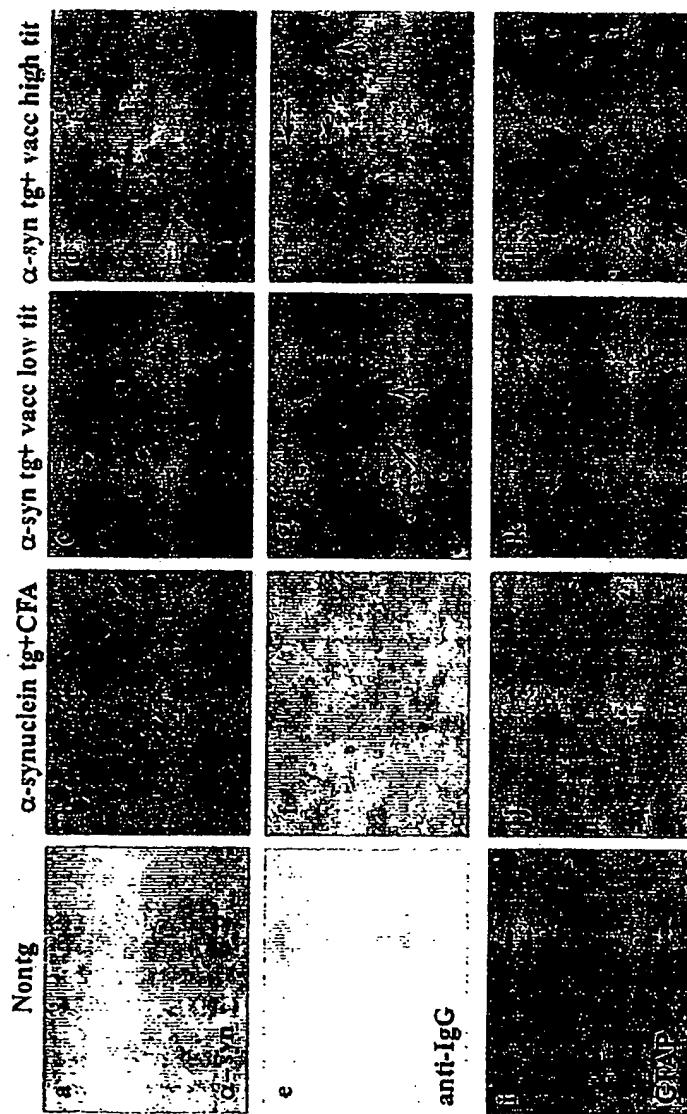 Nontg
α-synuclein tg+CFA
α-syn tg+ vacc low tit
α-syn tg+ vacc high tit
a
c
α-syn
e
g
anti-IgG
GFAP